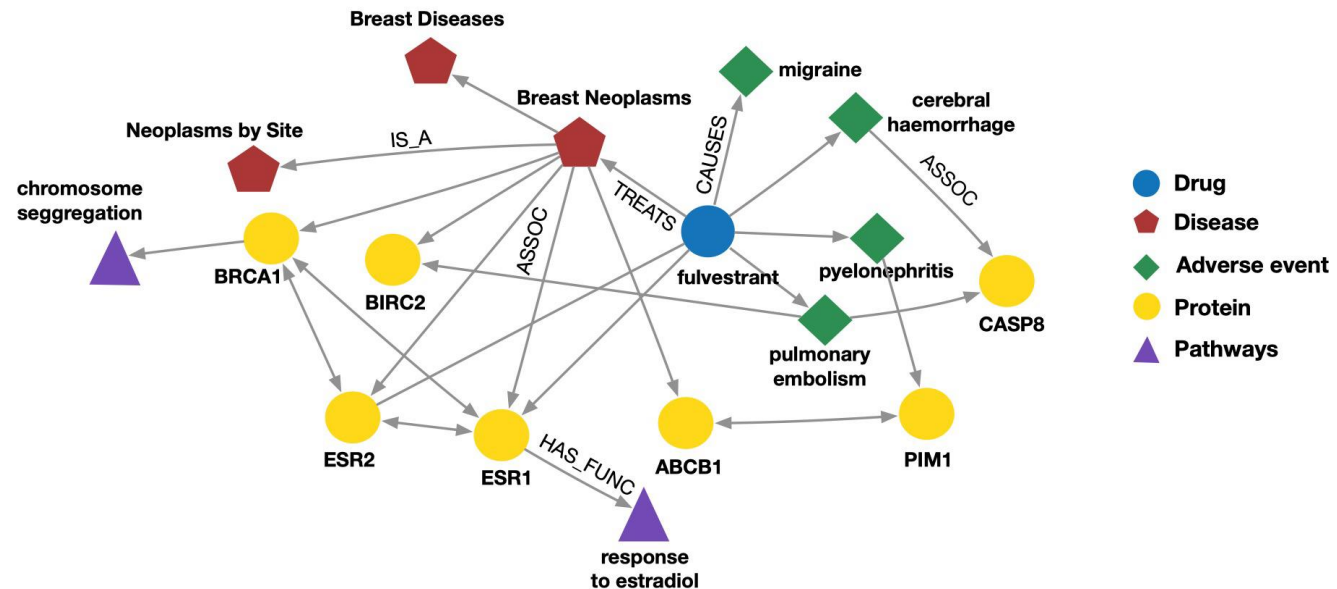 Breast Diseases
migraine
Breast Neoplasms
cerebral
haemorrhage
Neoplasms by Site
IS_A
CAUSES
ASSOC
chromosome
seggregation
TREATS
Drug
Disease
Adverse event
Protein
Pathways
ASSOC
BRCA1
BIRC2
fulvestrant
pyelonephritis
CASP8
pulmonary
embolism
ESR2
ESR1
HAS_FUNC
ABCB1
PIM1
response
to estradiol